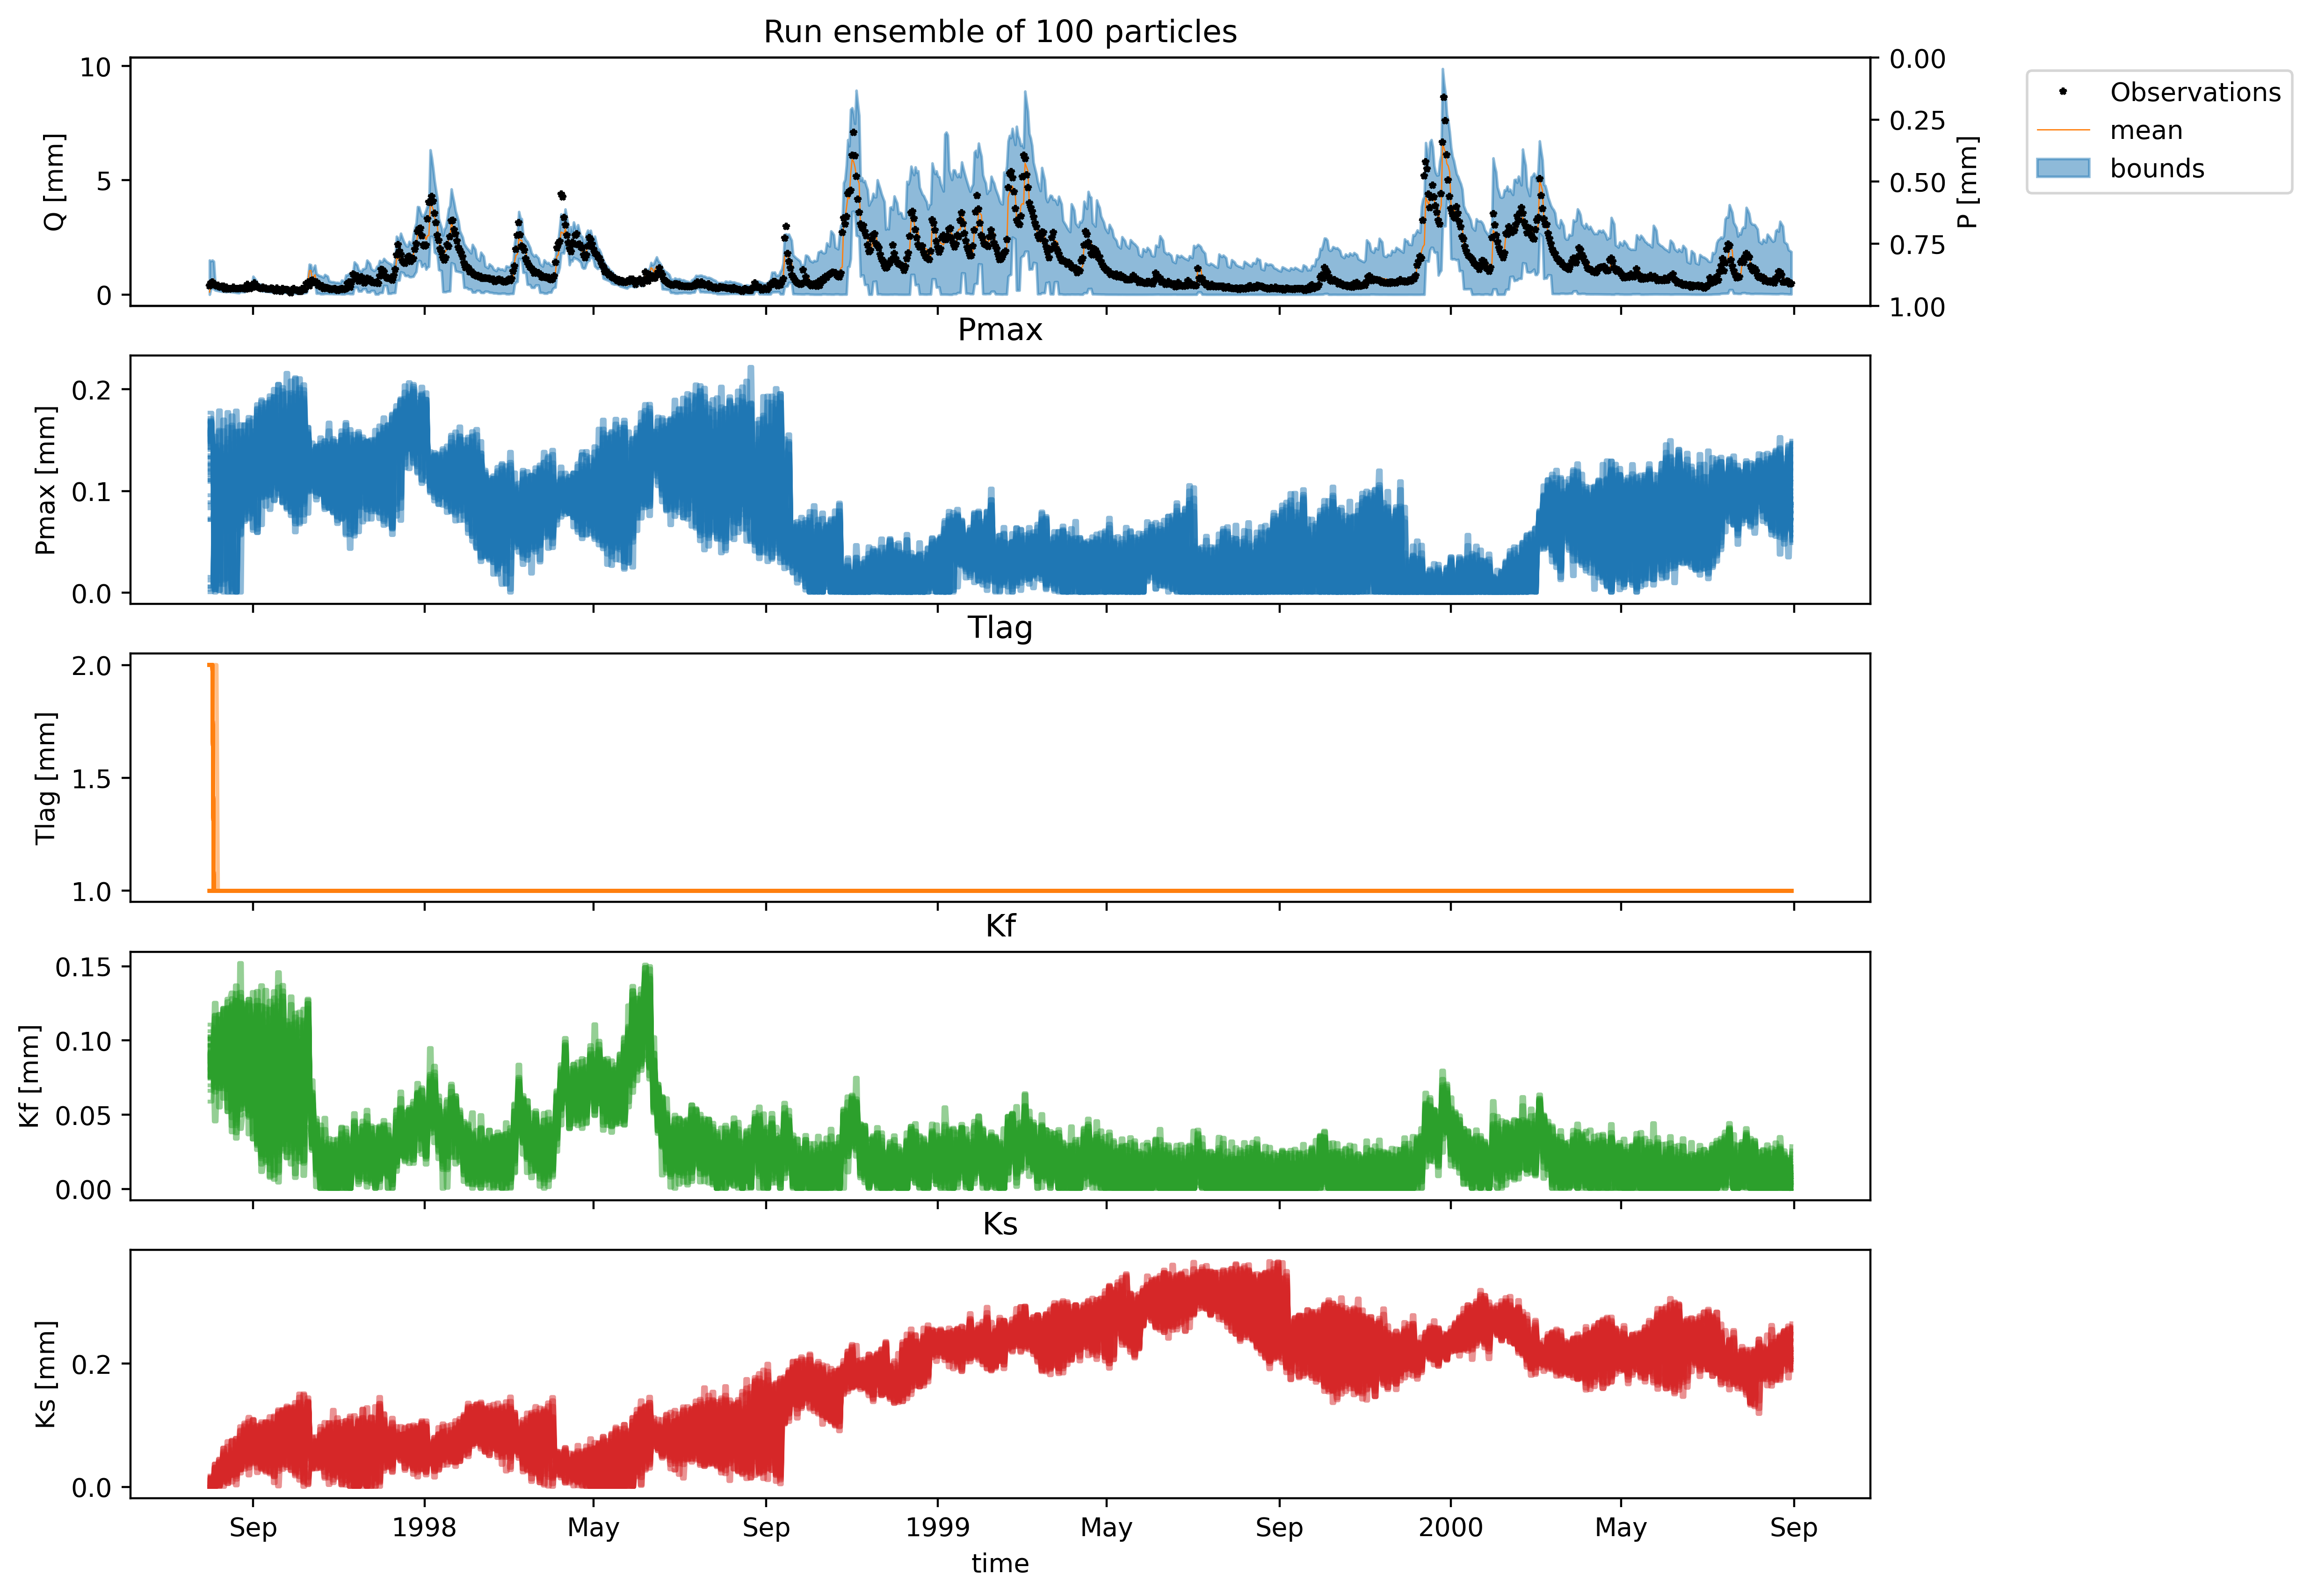 Run ensemble of 100 particles
10
5
0
Q [mm]
0.00
0.25
0.50
0.75
1.00
P [mm]
Observations
mean
bounds
Pmax
0.2
0.1
0.0
Pmax [mm]
Tlag
2.0
1.5
1.0
Tlag [mm]
Kf
0.15
0.10
0.05
0.00
Kf [mm]
Ks
0.2
0.0
Ks [mm]
Sep 1998 May Sep 1999 May Sep 2000 May Sep
time